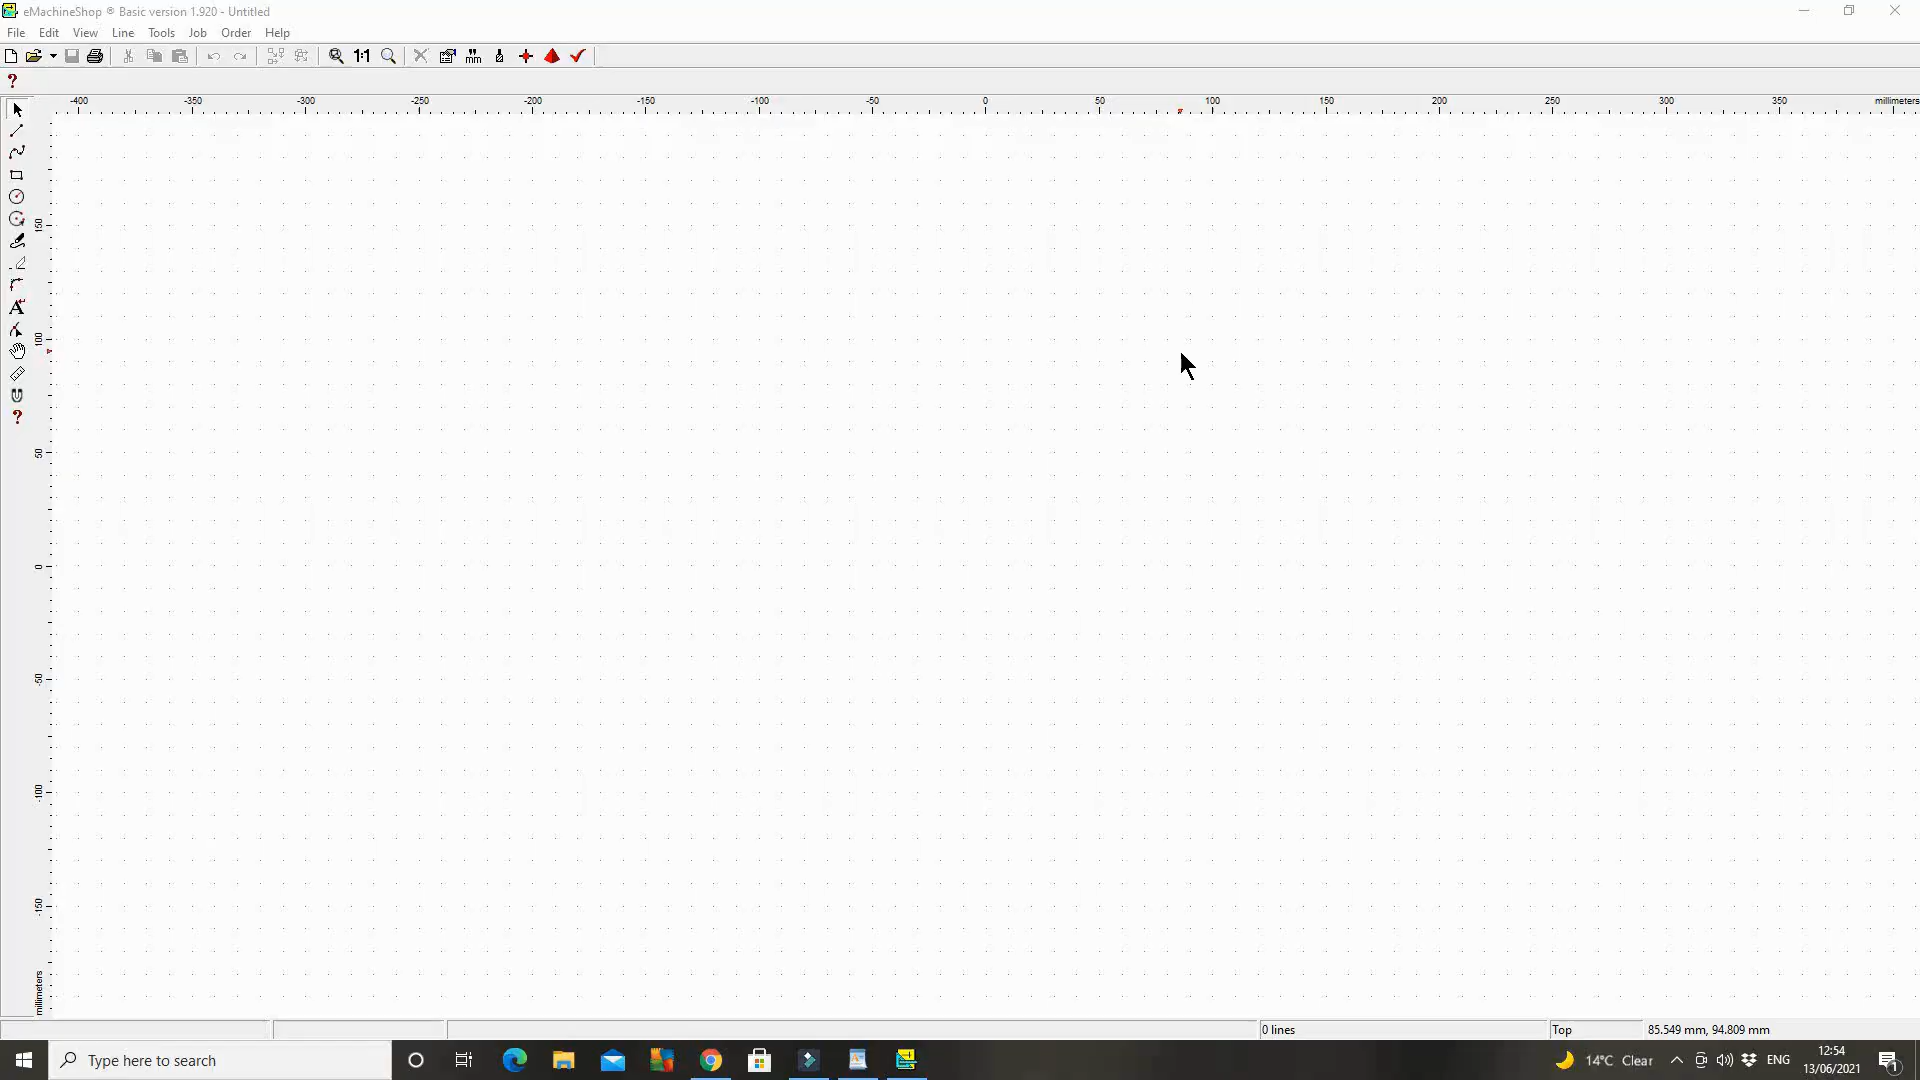 eMachineShop ® Basic version 1.920 - Untitled
File Edit View Line Tools Job Order Help
1:1
-400 -350 -300 -250 -200 -150 -100 -50 0 50 100 150 200 250 300 350 millimeters
150
100
50
0
-50
-100
-150
millimeters
0 lines Top 85.549 mm, 94.809 mm
Type here to search
14°C Clear ENG 12:54
13/06/2021
1